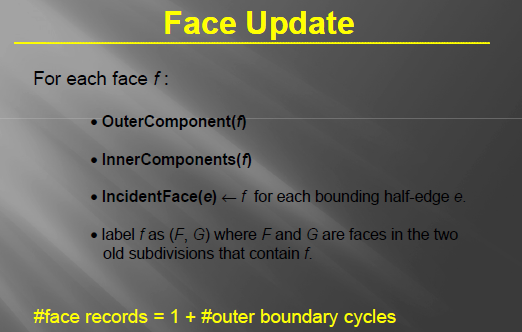 Face Update
For each face f :
• OuterComponent(f)
• InnerComponents(f)
• IncidentFace(e) ← f for each bounding half-edge e.
• label f as (F, G) where F and G are faces in the two
old subdivisions that contain f.
#face records = 1 + #outer boundary cycles